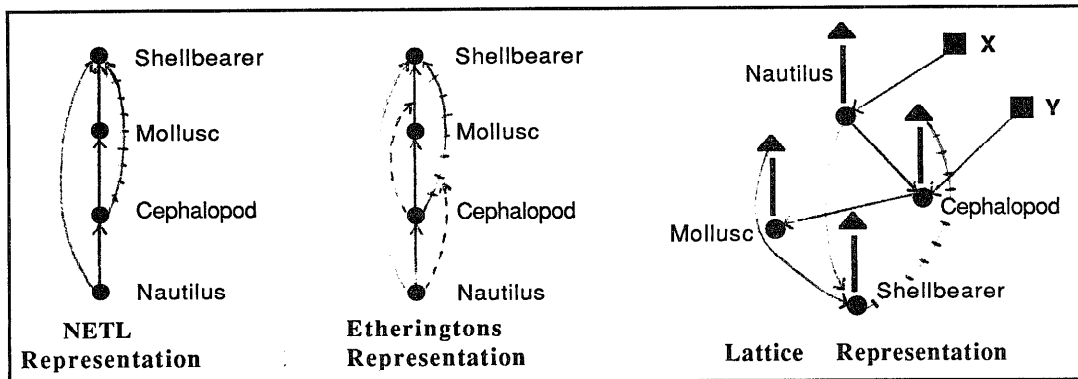 Shellbearer
Mollusc
Cephalopod
Nautilus
NETL
Representation
Shellbearer
Mollusc
Cephalopod
Nautilus
Etheringtons
Representation
X
Nautilus
Y
Cephalopod
Mollusc
Shellbearer
Lattice Representation